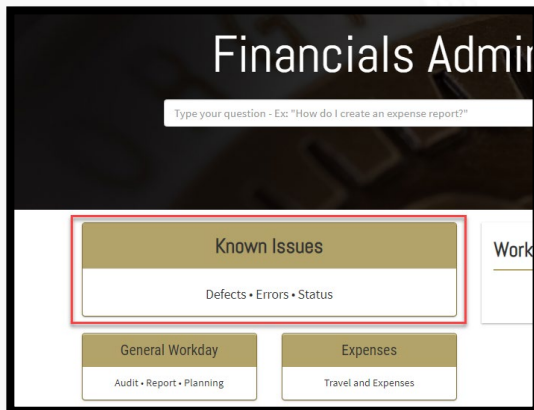 Financials Admi
Type your question - Ex: "How do I create an expense report?"
Known Issues
Defects • Errors • Status
Work
General Workday
Audit • Report • Planning
Expenses
Travel and Expenses